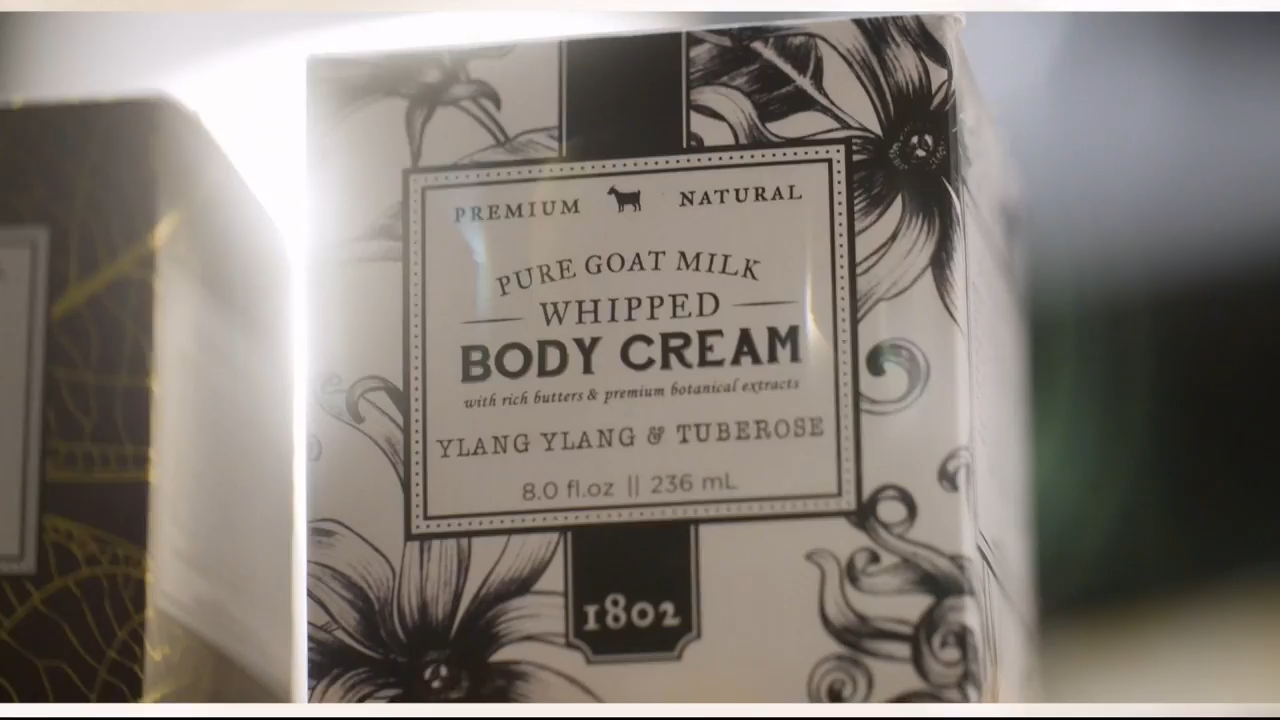 PREMIUM NATURAL
PURE GOAT MILK
WHIPPED
BODY CREAM
with rich butters & premium botanical extracts
YLANG YLANG & TUBEROSE
8.0 fl.oz || 236 mL
1802